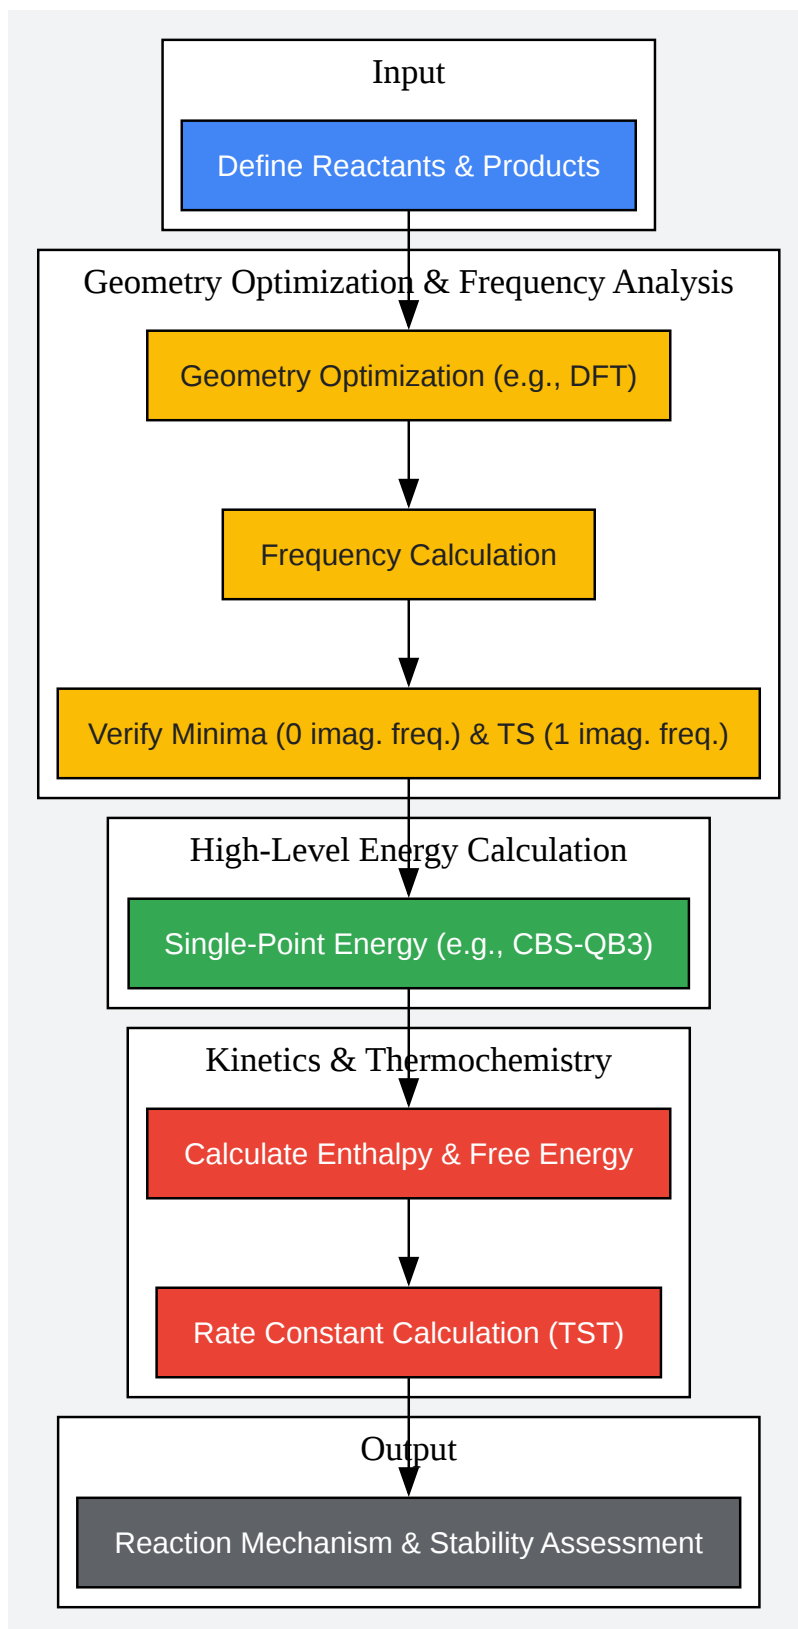 Input
Define Reactants & Products
Geometry Optimization & Frequency Analysis
Geometry Optimization (e.g., DFT)
Frequency Calculation
Verify Minima (0 imag. freq.) & TS (1 imag. freq.)
High-Level Energy Calculation
Single-Point Energy (e.g., CBS-QB3)
Kinetics & Thermochemistry
Calculate Enthalpy & Free Energy
Rate Constant Calculation (TST)
Output
Reaction Mechanism & Stability Assessment